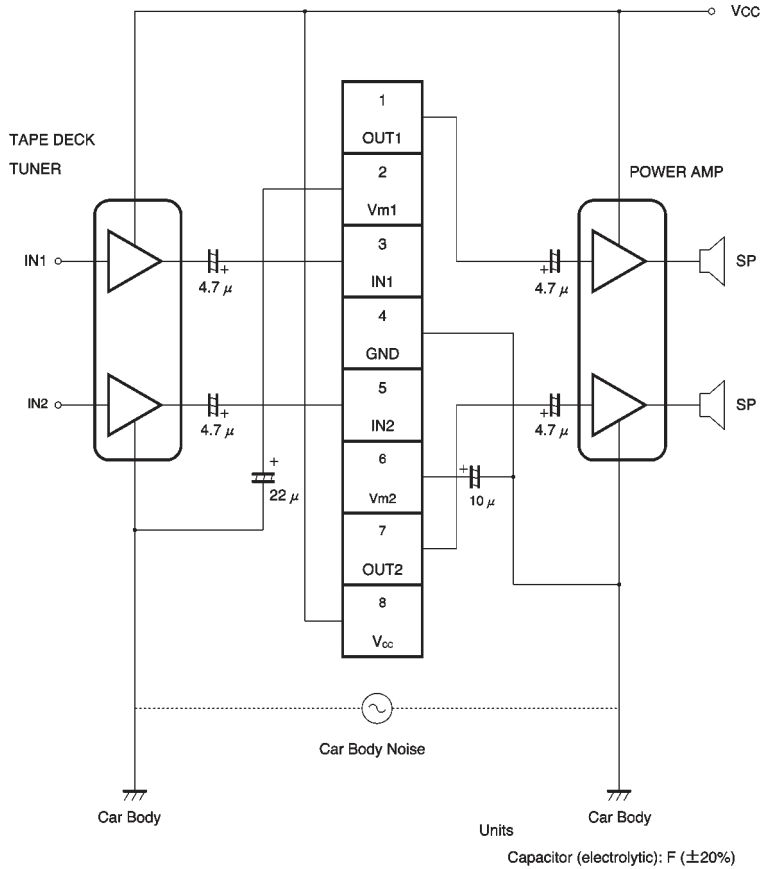 VCC
1
OUT1
TAPE DECK
TUNER
2
Vm1
POWER AMP
3
IN1
IN1
4.7 μ
4.7 μ
SP
4
GND
5
IN2
IN2
4.7 μ
4.7 μ
SP
6
Vm2
22 μ
10 μ
7
OUT2
8
Vcc
Car Body Noise
Car Body
Car Body
Units
Capacitor (electrolytic): F (±20%)